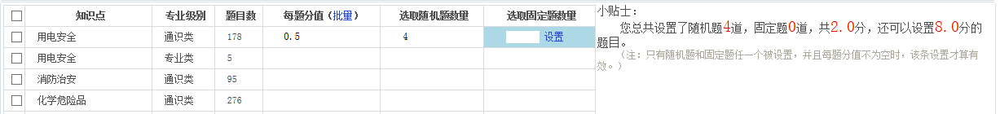 知识点 专业级别 题目数 每题分值（批量） 选取随机题数量 选取固定题数量
用电安全 通识类 178 0.5 4 设置
用电安全 专业类 5
消防治安 通识类 95
化学危险品 通识类 276
小贴士：
您总共设置了随机题4道，固定题0道，共2.0分，还可以设置8.0分的
题目。
（注：只有随机题和固定题任一个被设置，并且每题分值不为空时，该条设置才算有
效。）